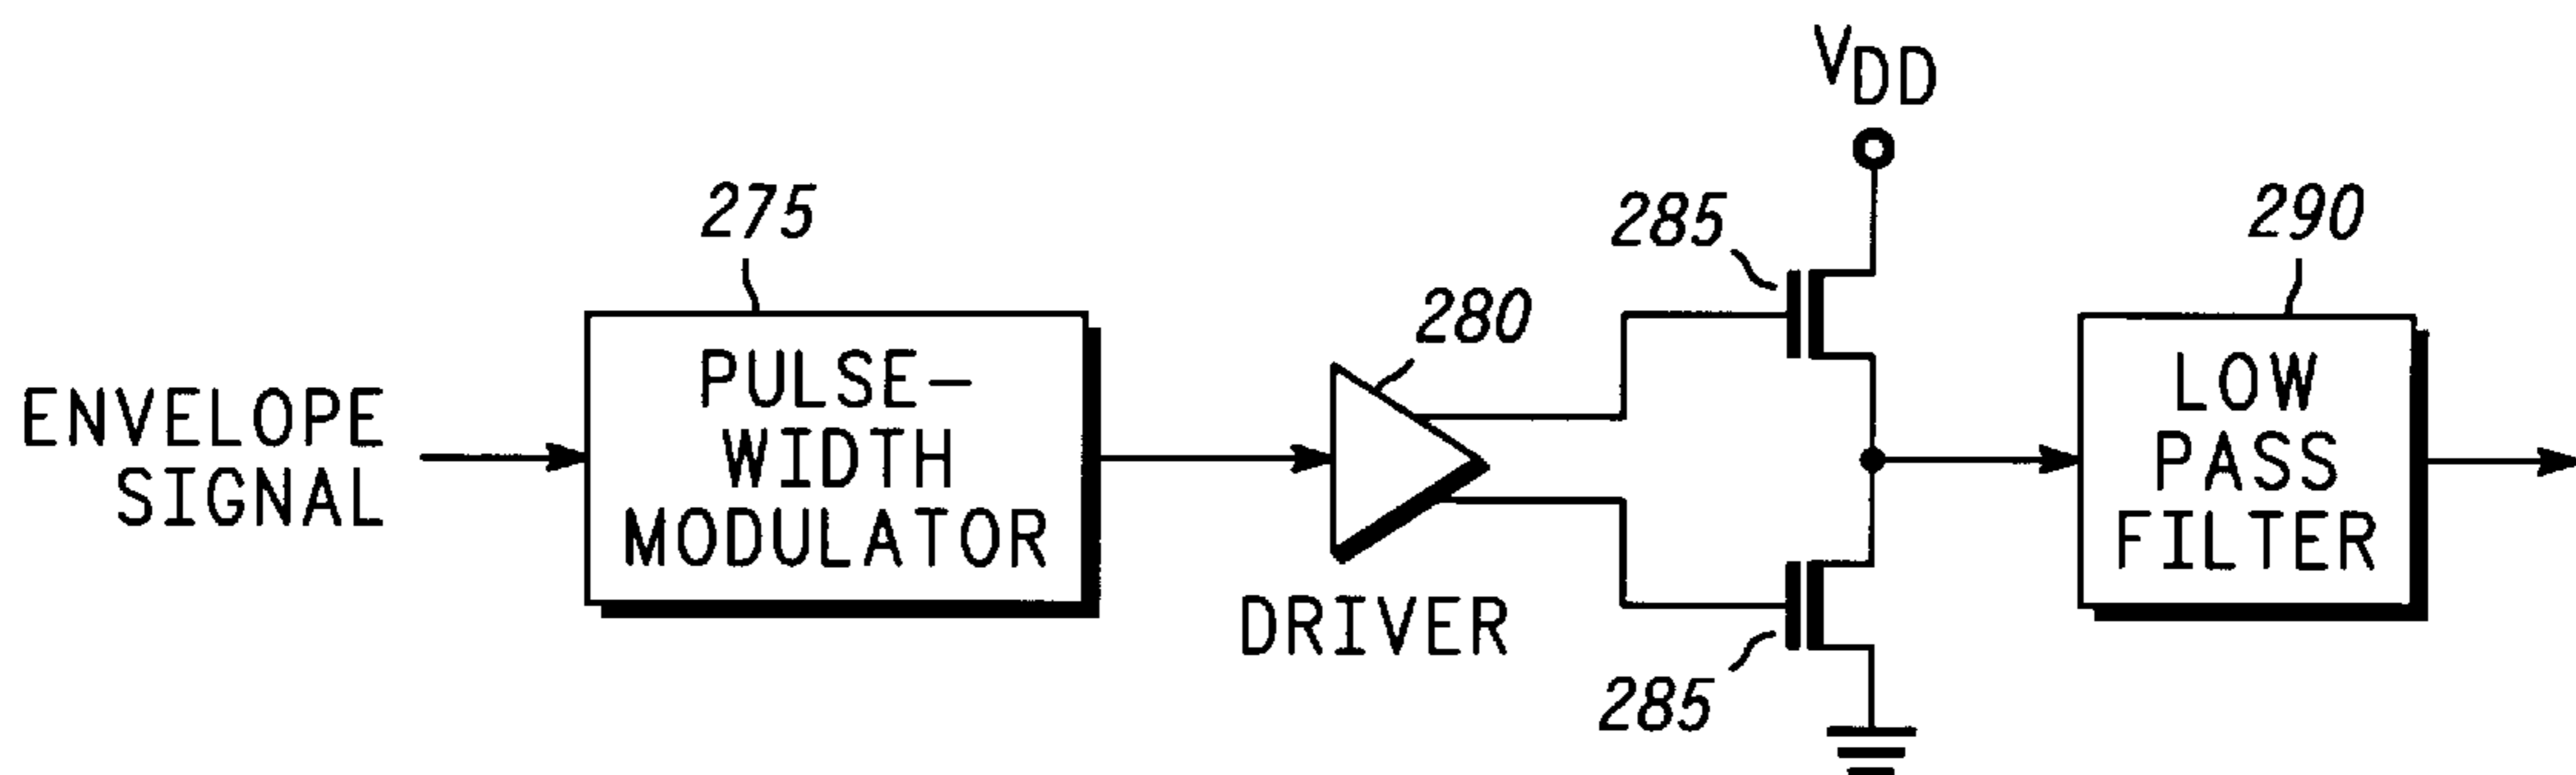 V_DD
275
285
290
280
PULSE-
WIDTH
MODULATOR
ENVELOPE
SIGNAL
LOW
PASS
FILTER
DRIVER
285